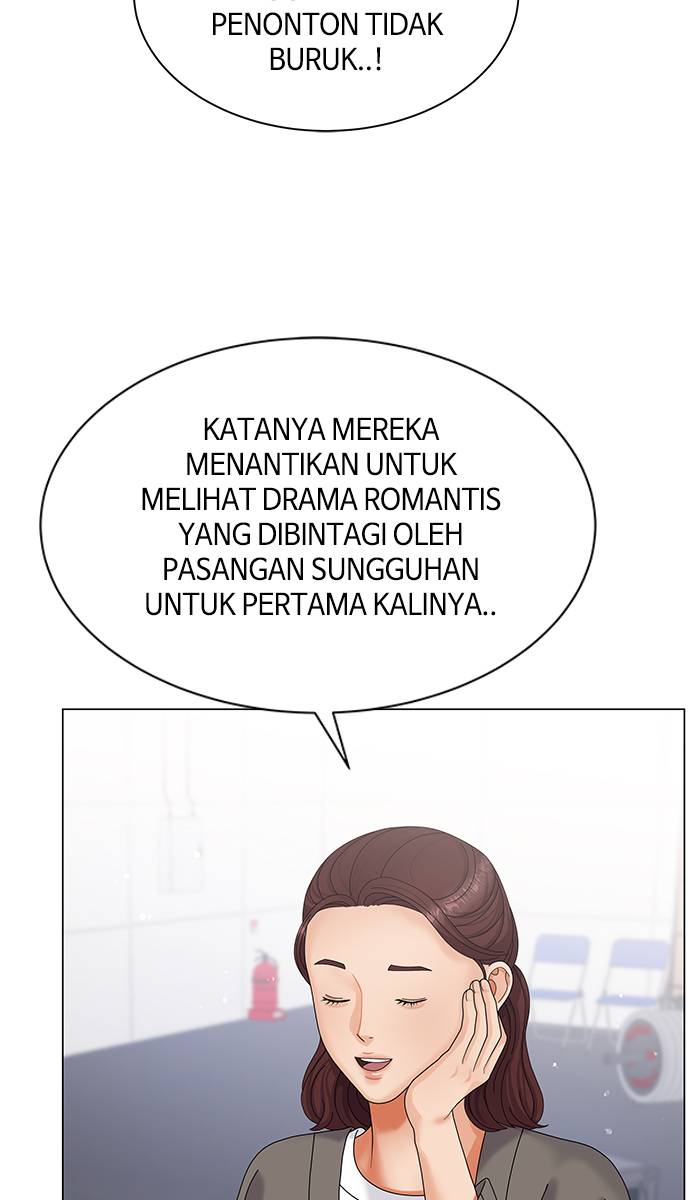 PENONTON TIDAK
BURUK..!
KATANYA MEREKA
MENANTIKAN UNTUK
MELIHAT DRAMA ROMANTIS
YANG DIBINTAGI OLEH
PASANGAN SUNGGUHAN
UNTUK PERTAMA KALINYA..